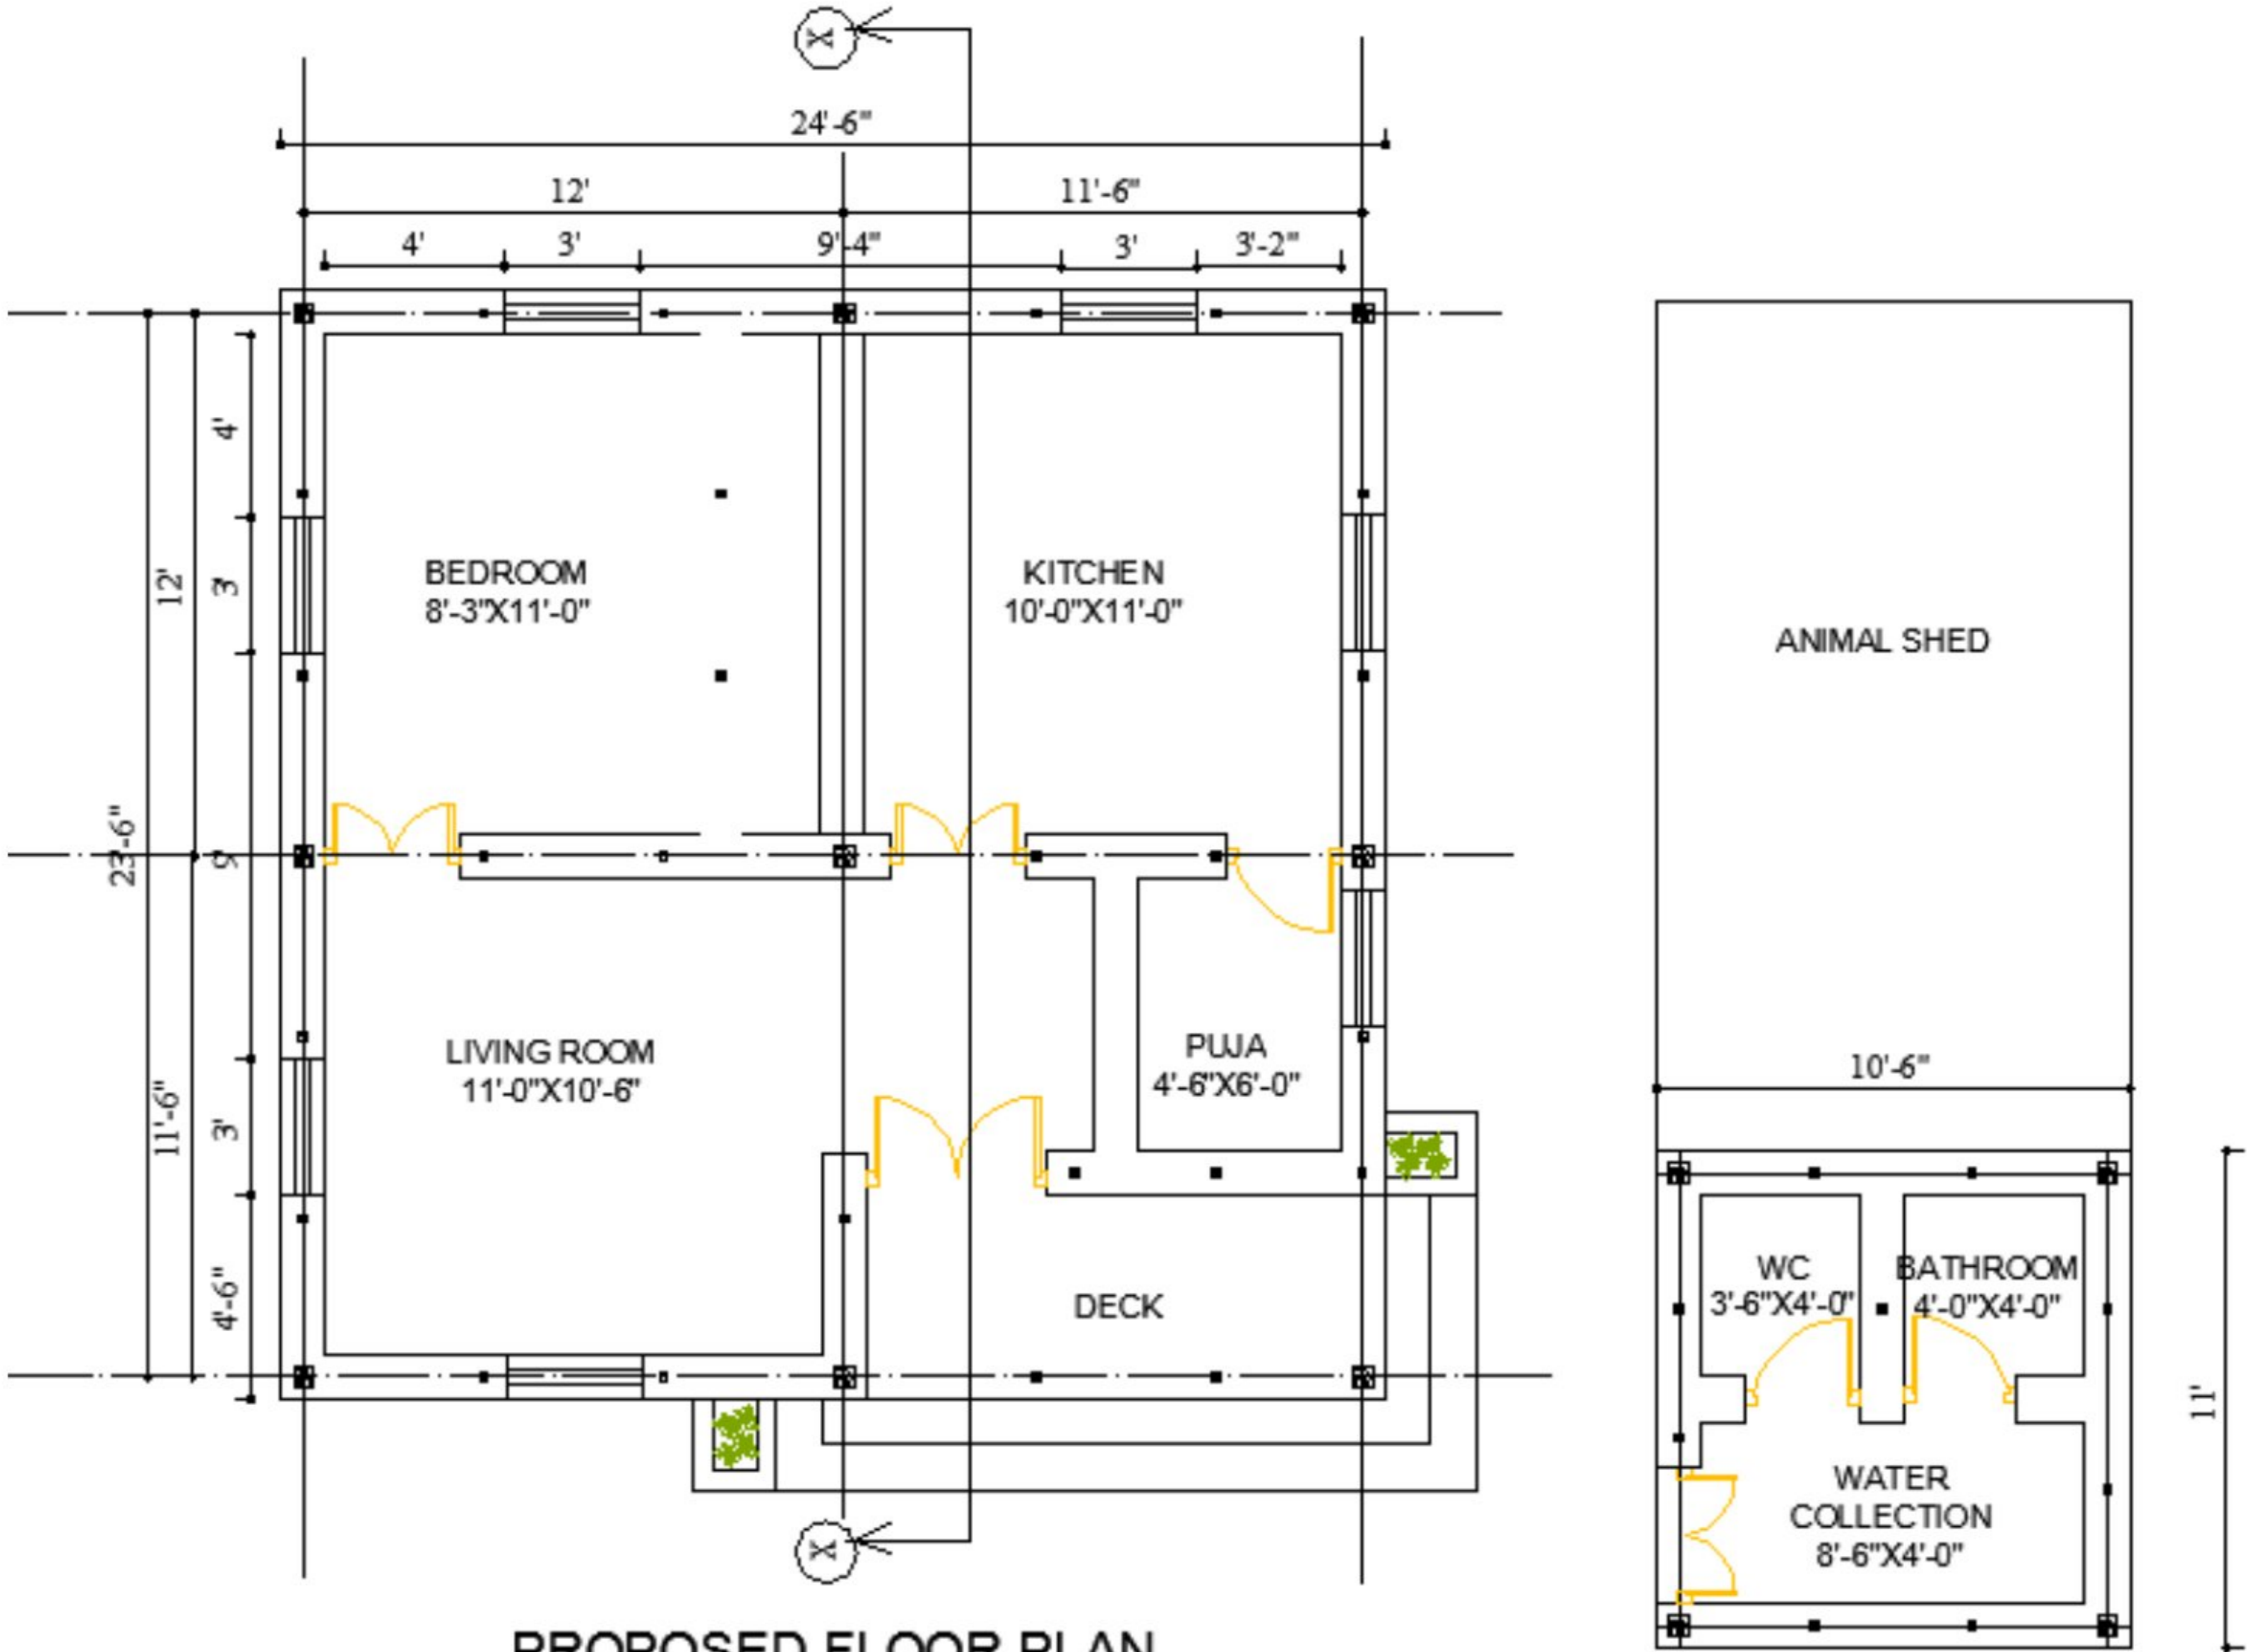 X
24'-6"
12'
11'-6"
4'
3'
9'-4"
3'
3'-2"
4'
12'
3'
BEDROOM
8'-3"X11'-0"
KITCHEN
10'-0"X11'-0"
ANIMAL SHED
23'-6"
9'
LIVING ROOM
11'-0"X10'-6"
PUJA
4'-6"X6'-0"
10'-6"
11'-6"
3'
4'-6"
DECK
WC
3'-6"X4'-0"
BATHROOM
4'-0"X4'-0"
11'
WATER
COLLECTION
8'-6"X4'-0"
X
PROPOSED FLOOR PLAN